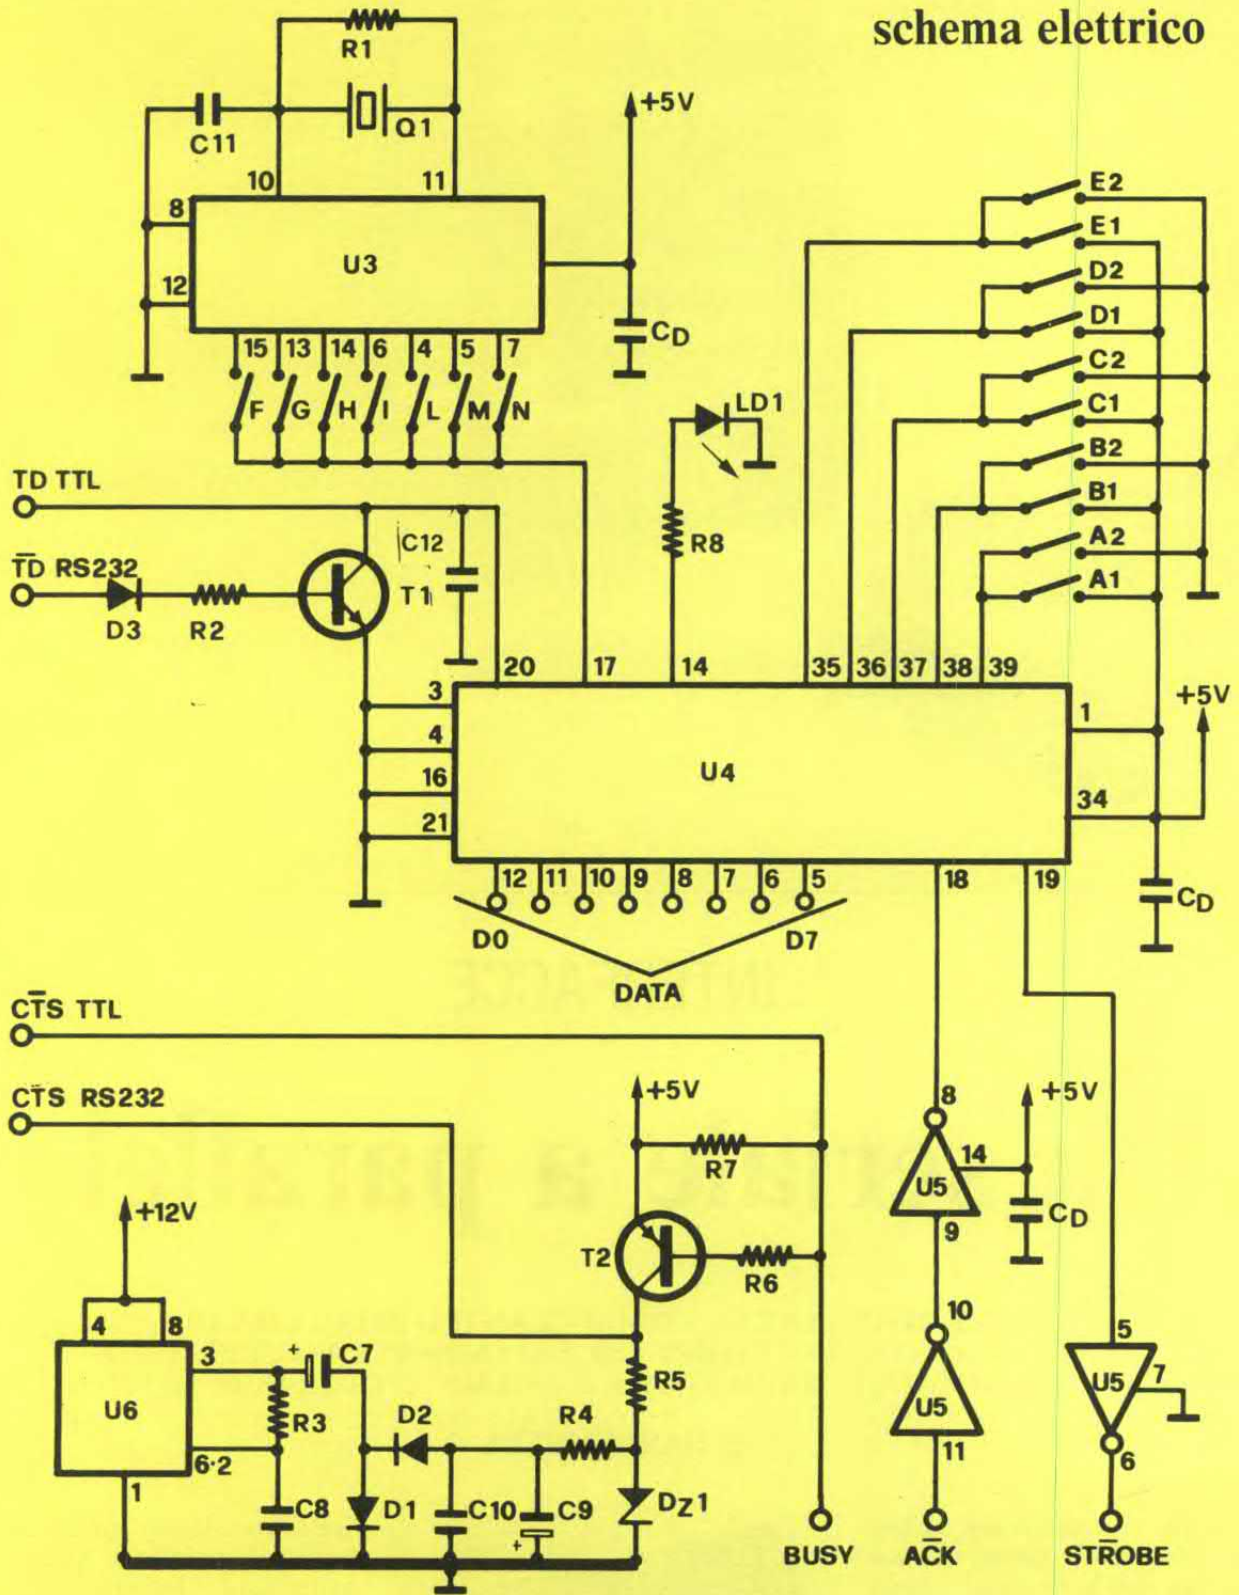 schema elettrico
R1
C11
Q1
+5V
10
11
8
U3
12
CD
15 13 14 6 4 5 7
F G H I L M N
E2
E1
D2
D1
C2
C1
B2
B1
A2
A1
LD1
R8
TD TTL
T̅D RS232
D3
R2
C12
T1
20
17
14
35
36
37
38
39
3
4
16
21
U4
1
34
+5V
12 11 10 9 8 7 6 5
18
19
CD
D0
D7
DATA
CT̅S TTL
CT̅S RS232
+5V
R7
T2
R6
8
+5V
14
U5
CD
9
10
U5
11
5
U5
7
6
+12V
4
8
3
U6
6·2
1
+
C7
R3
D2
R4
R5
C8
D1
C10
C9
+
DZ1
BUSY
AC̅K
STR̅OBE